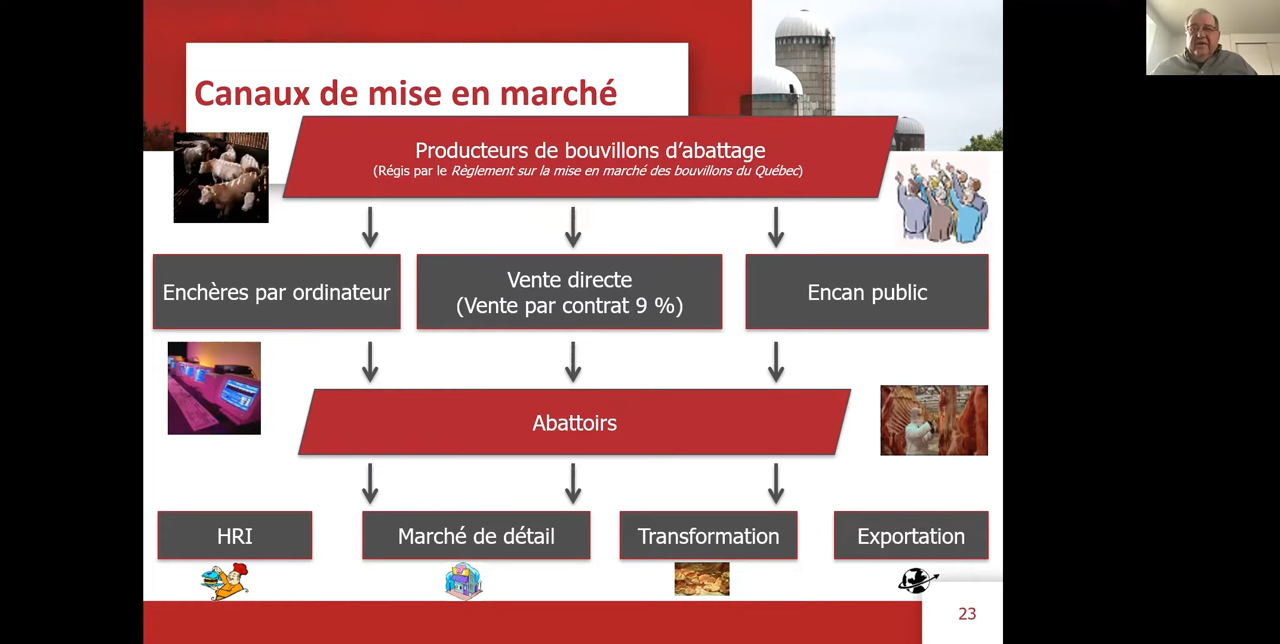 Canaux de mise en marché
Producteurs de bouvillons d'abattage
(Régis par le Règlement sur la mise en marché des bouvillons du Québec)
Enchères par ordinateur
Vente directe
(Vente par contrat 9 %)
Encan public
Abattoirs
HRI
Marché de détail
Transformation
Exportation
23